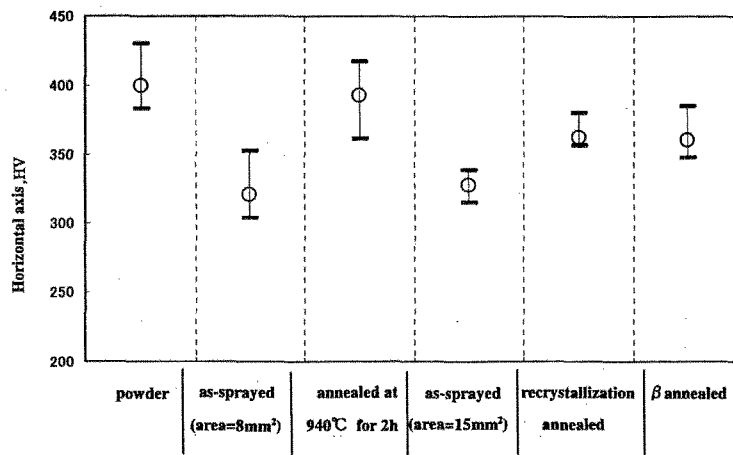 450
400
350
300
250
200
Horizontal axis,HV
powder
as-sprayed
(area=8mm²)
annealed at
940℃ for 2h
as-sprayed
(area=15mm²)
recrystallization
annealed
β annealed